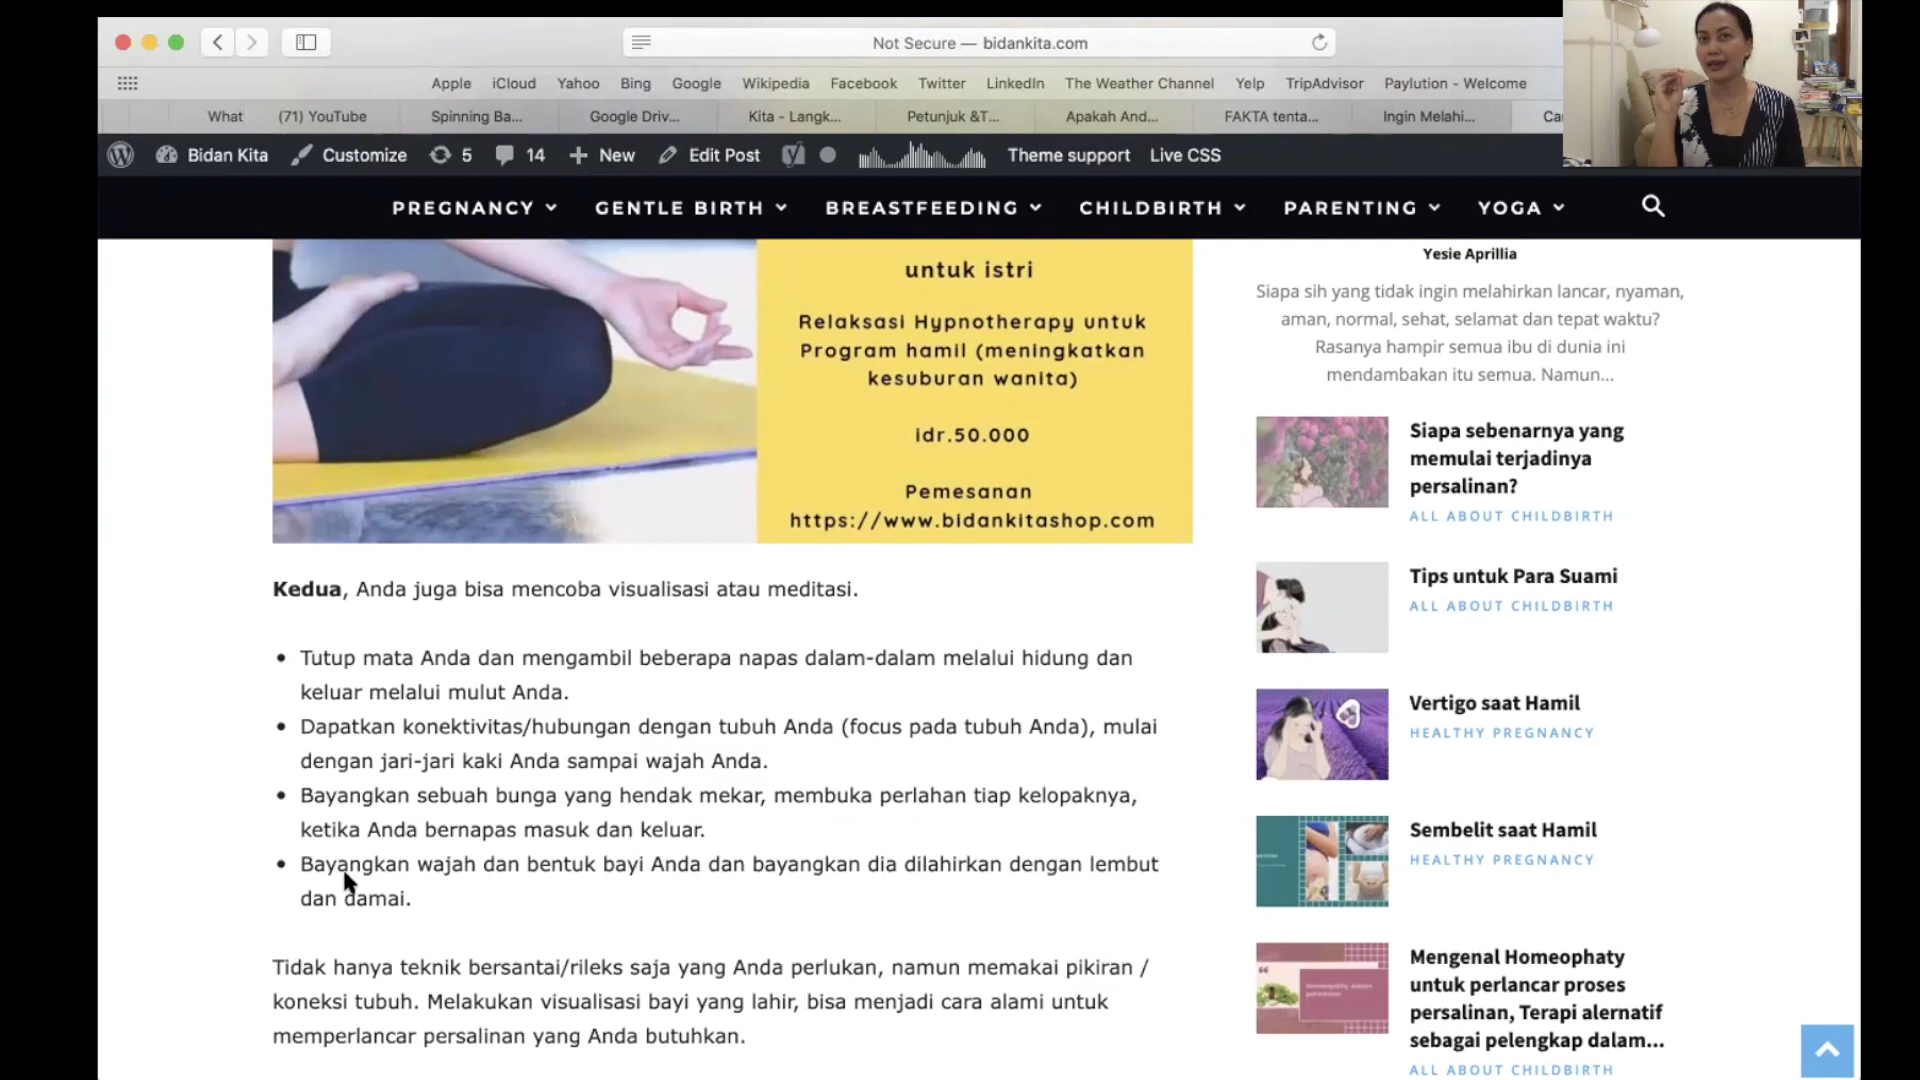 Not Secure — bidankita.com
Apple iCloud Yahoo Bing Google Wikipedia Facebook Twitter LinkedIn The Weather Channel Yelp TripAdvisor Paylution - Welcome
What (71) YouTube Spinning Ba... Google Driv... Kita - Langk... Petunjuk &T... Apakah And... FAKTA tenta... Ingin Melahi...
Bidan Kita Customize 5 14 New Edit Post Theme support Live CSS
PREGNANCY GENTLE BIRTH BREASTFEEDING CHILDBIRTH PARENTING YOGA
untuk istri
Relaksasi Hypnotherapy untuk
Program hamil (meningkatkan
kesuburan wanita)
idr.50.000
Pemesanan
https://www.bidankitashop.com
Kedua, Anda juga bisa mencoba visualisasi atau meditasi.
Tutup mata Anda dan mengambil beberapa napas dalam-dalam melalui hidung dan
keluar melalui mulut Anda.
Dapatkan konektivitas/hubungan dengan tubuh Anda (focus pada tubuh Anda), mulai
dengan jari-jari kaki Anda sampai wajah Anda.
Bayangkan sebuah bunga yang hendak mekar, membuka perlahan tiap kelopaknya,
ketika Anda bernapas masuk dan keluar.
Bayangkan wajah dan bentuk bayi Anda dan bayangkan dia dilahirkan dengan lembut
dan damai.
Tidak hanya teknik bersantai/rileks saja yang Anda perlukan, namun memakai pikiran /
koneksi tubuh. Melakukan visualisasi bayi yang lahir, bisa menjadi cara alami untuk
memperlancar persalinan yang Anda butuhkan.
Yesie Aprillia
Siapa sih yang tidak ingin melahirkan lancar, nyaman,
aman, normal, sehat, selamat dan tepat waktu?
Rasanya hampir semua ibu di dunia ini
mendambakan itu semua. Namun...
Siapa sebenarnya yang
memulai terjadinya
persalinan?
ALL ABOUT CHILDBIRTH
Tips untuk Para Suami
ALL ABOUT CHILDBIRTH
Vertigo saat Hamil
HEALTHY PREGNANCY
Sembelit saat Hamil
HEALTHY PREGNANCY
Mengenal Homeophaty
untuk perlancar proses
persalinan, Terapi alernatif
sebagai pelengkap dalam...
ALL ABOUT CHILDBIRTH